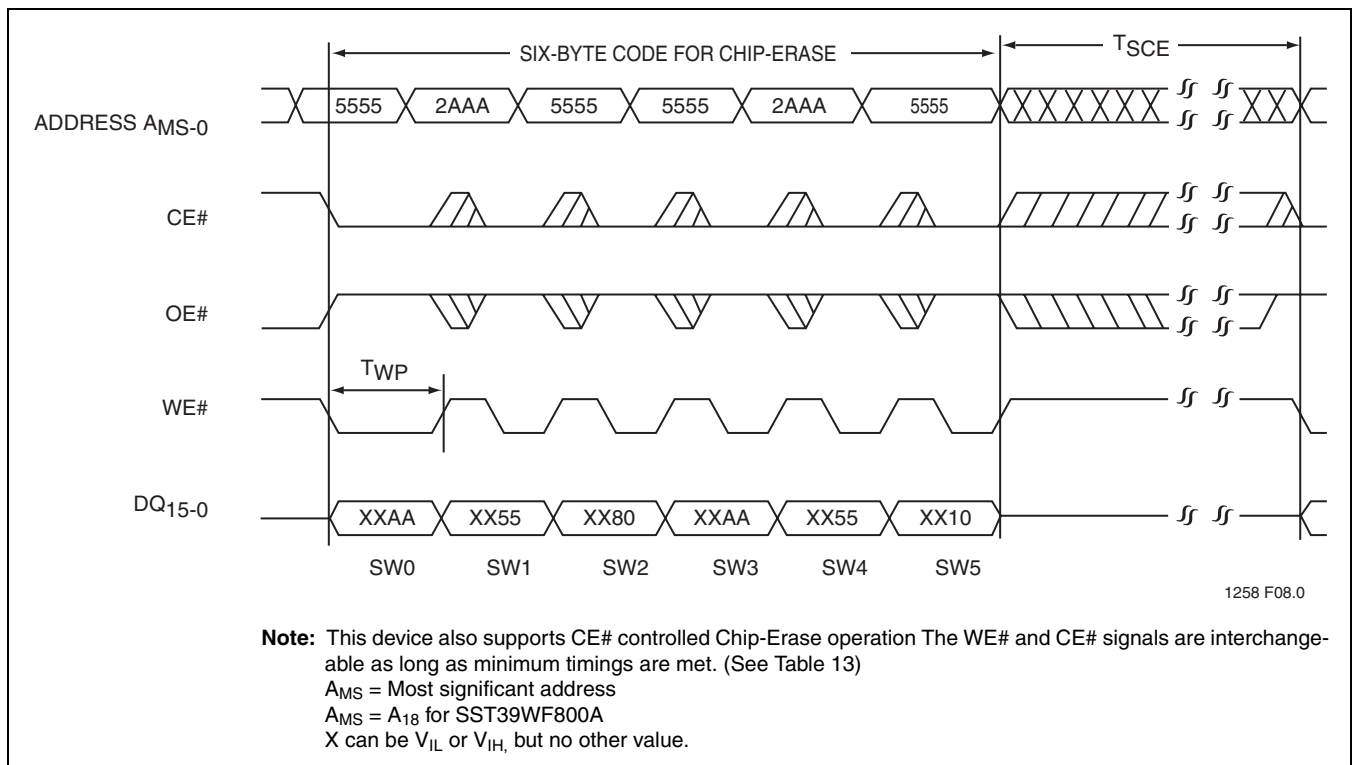 SIX-BYTE CODE FOR CHIP-ERASE TSCE
ADDRESS AMS-0 5555 2AAA 5555 5555 2AAA 5555
CE#
OE#
TWP
WE#
DQ15-0 XXAA XX55 XX80 XXAA XX55 XX10
SW0 SW1 SW2 SW3 SW4 SW5
1258 F08.0
Note: This device also supports CE# controlled Chip-Erase operation The WE# and CE# signals are interchange-
able as long as minimum timings are met. (See Table 13)
AMS = Most significant address
AMS = A18 for SST39WF800A
X can be VIL or VIH, but no other value.